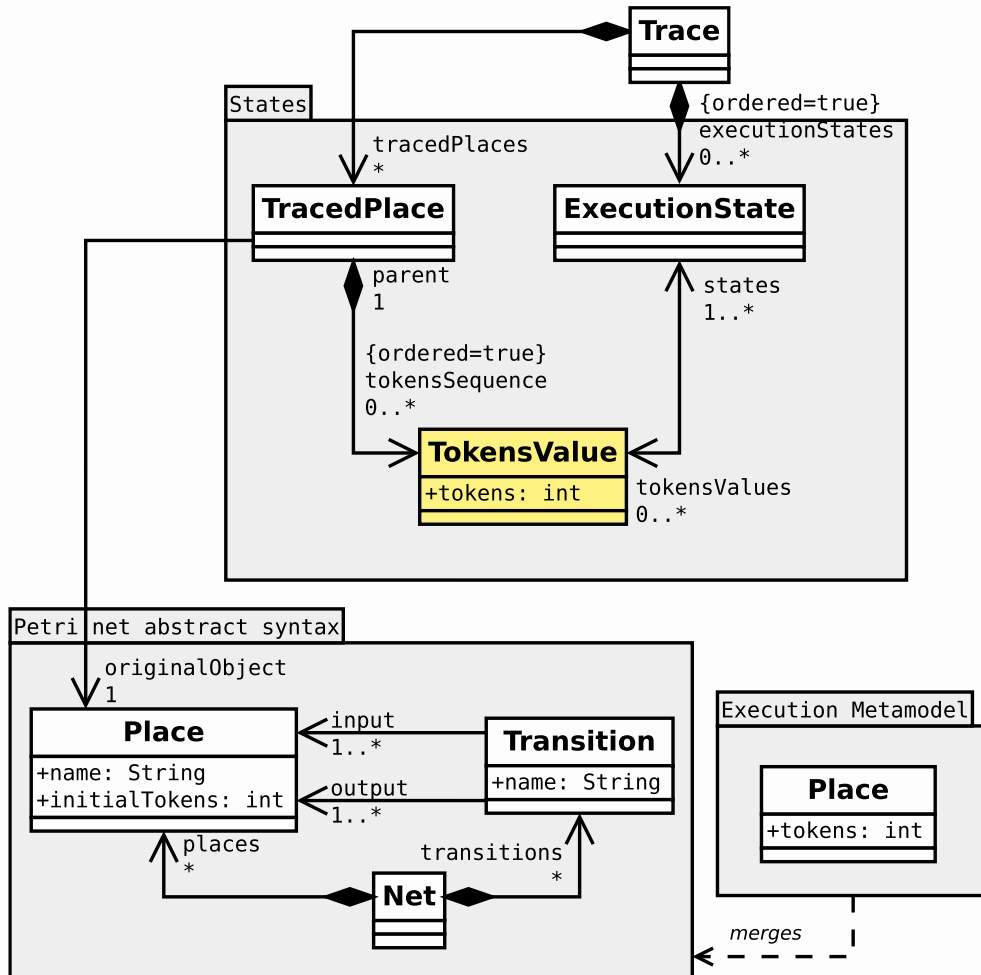 Trace
{ordered=true}
executionStates
0..*
States
tracedPlaces
*
TracedPlace
ExecutionState
parent
1
states
1..*
{ordered=true}
tokensSequence
0..*
TokensValue
+tokens: int
tokensValues
0..*
Petri net abstract syntax
originalObject
1
Place
+name: String
+initialTokens: int
input
1..*
output
1..*
Transition
+name: String
places
*
transitions
*
Net
Execution Metamodel
Place
+tokens: int
merges